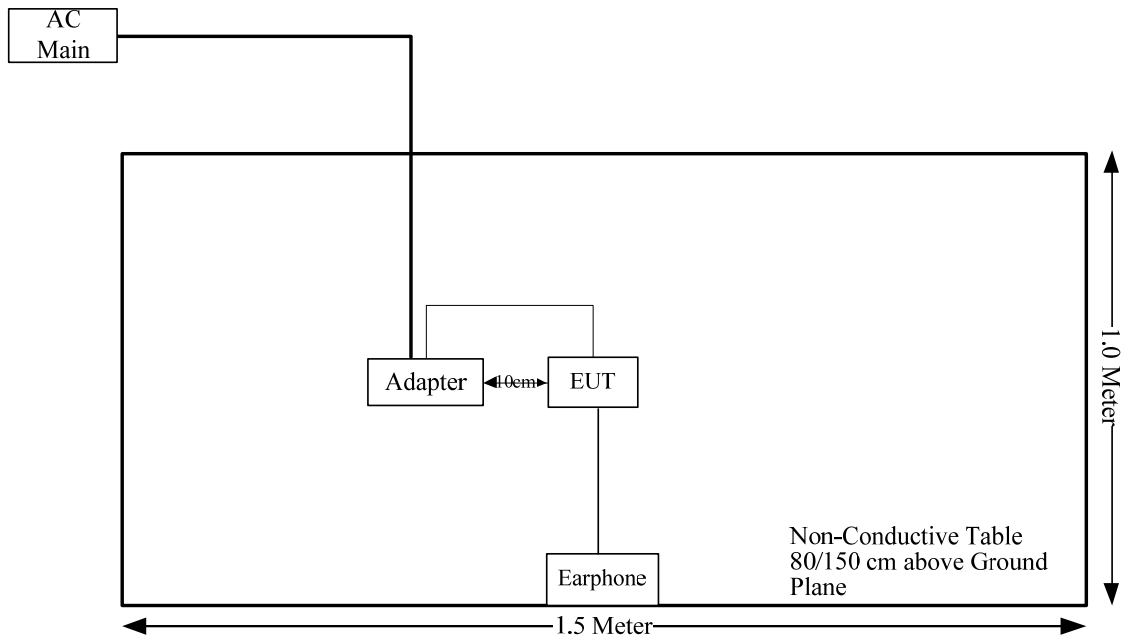 AC
Main
Adapter
10cm
EUT
1.0 Meter
Earphone
Non-Conductive Table
80/150 cm above Ground
Plane
1.5 Meter